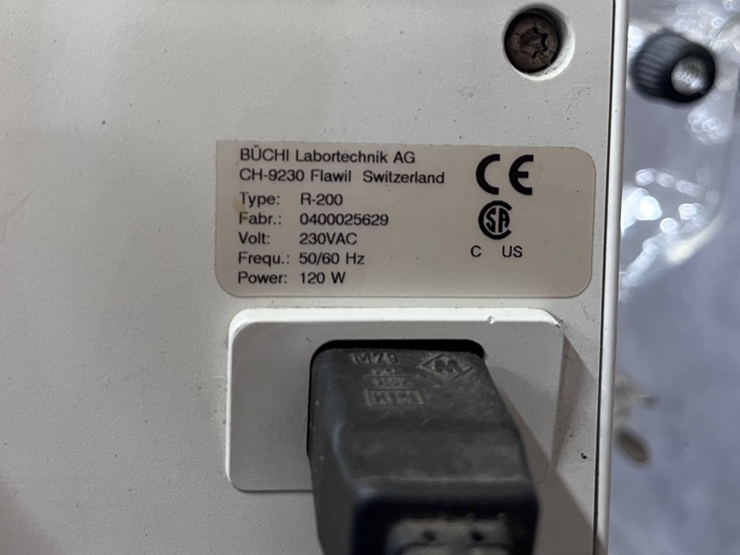 BÜCHI Labortechnik AG
CH-9230 Flawil Switzerland
Type: R-200
Fabr.: 0400025629
Volt: 230VAC
Frequ.: 50/60 Hz
Power: 120 W
CE
SA
C US
M